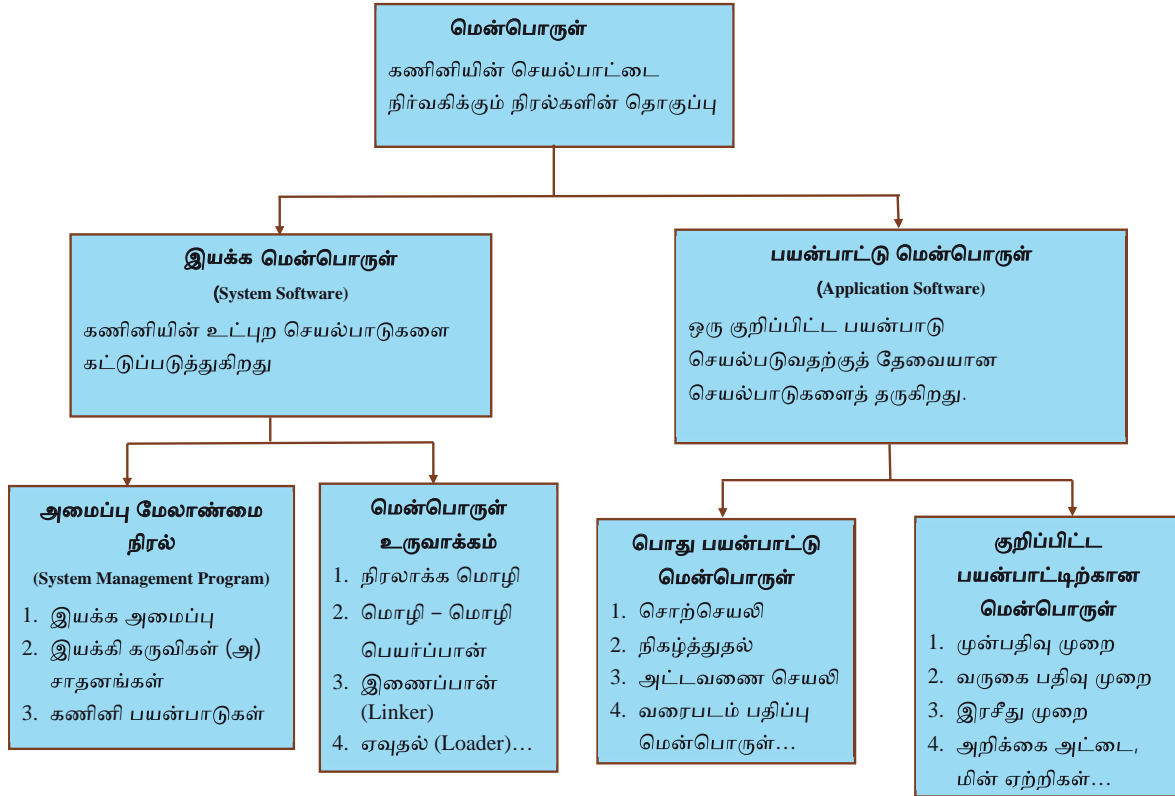 மென்பொருள்
கணினியின் செயல்பாட்டை
நிர்வகிக்கும் நிரல்களின் தொகுப்பு
இயக்க மென்பொருள்
(System Software)
கணினியின் உட்புற செயல்பாடுகளை
கட்டுப்படுத்துகிறது
பயன்பாட்டு மென்பொருள்
(Application Software)
ஒரு குறிப்பிட்ட பயன்பாடு
செயல்படுவதற்குத் தேவையான
செயல்பாடுகளைத் தருகிறது.
அமைப்பு மேலாண்மை
நிரல்
(System Management Program)
1. இயக்க அமைப்பு
2. இயக்கி கருவிகள் (அ)
சாதனங்கள்
3. கணினி பயன்பாடுகள்
மென்பொருள்
உருவாக்கம்
1. நிரலாக்க மொழி
2. மொழி – மொழி
பெயர்ப்பான்
3. இணைப்பான்
(Linker)
4. ஏவுதல் (Loader)...
பொது பயன்பாட்டு
மென்பொருள்
1. சொற்செயலி
2. நிகழ்த்துதல்
3. அட்டவணை செயலி
4. வரைபடம் பதிப்பு
மென்பொருள்...
குறிப்பிட்ட
பயன்பாட்டிற்கான
மென்பொருள்
1. முன்பதிவு முறை
2. வருகை பதிவு முறை
3. இரசீது முறை
4. அறிக்கை அட்டை,
மின் ஏற்றிகள்...